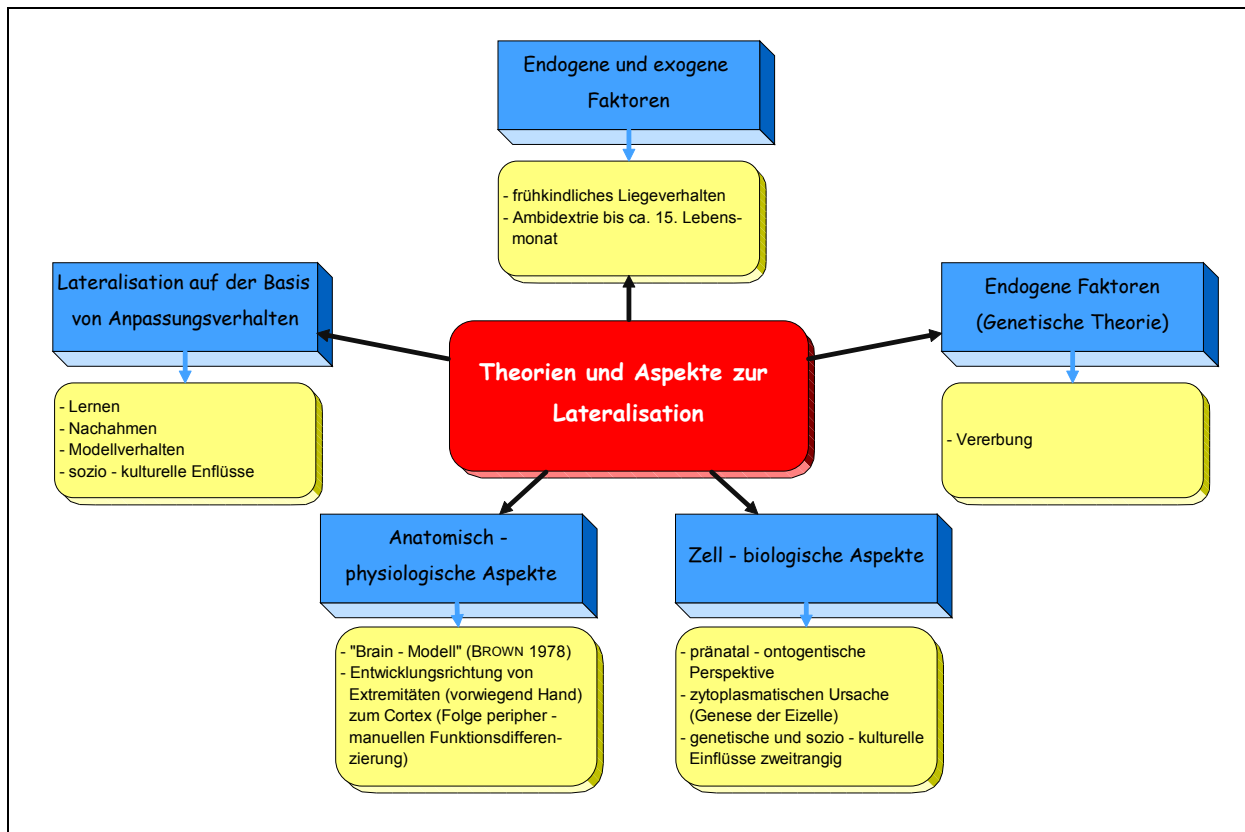 Endogene und exogene
Faktoren
- frühkindliches Liegeverhalten
- Ambidextrie bis ca. 15. Lebens-
monat
Lateralisation auf der Basis
von Anpassungsverhalten
- Lernen
- Nachahmen
- Modellverhalten
- sozio - kulturelle Enflüsse
Endogene Faktoren
(Genetische Theorie)
- Vererbung
Theorien und Aspekte zur
Lateralisation
Anatomisch -
physiologische Aspekte
- "Brain - Modell" (BROWN 1978)
- Entwicklungsrichtung von
Extremitäten (vorwiegend Hand)
zum Cortex (Folge peripher -
manuellen Funktionsdifferen-
zierung)
Zell - biologische Aspekte
- pränatal - ontogentische
Perspektive
- zytoplasmatischen Ursache
(Genese der Eizelle)
- genetische und sozio - kulturelle
Einflüsse zweitrangig